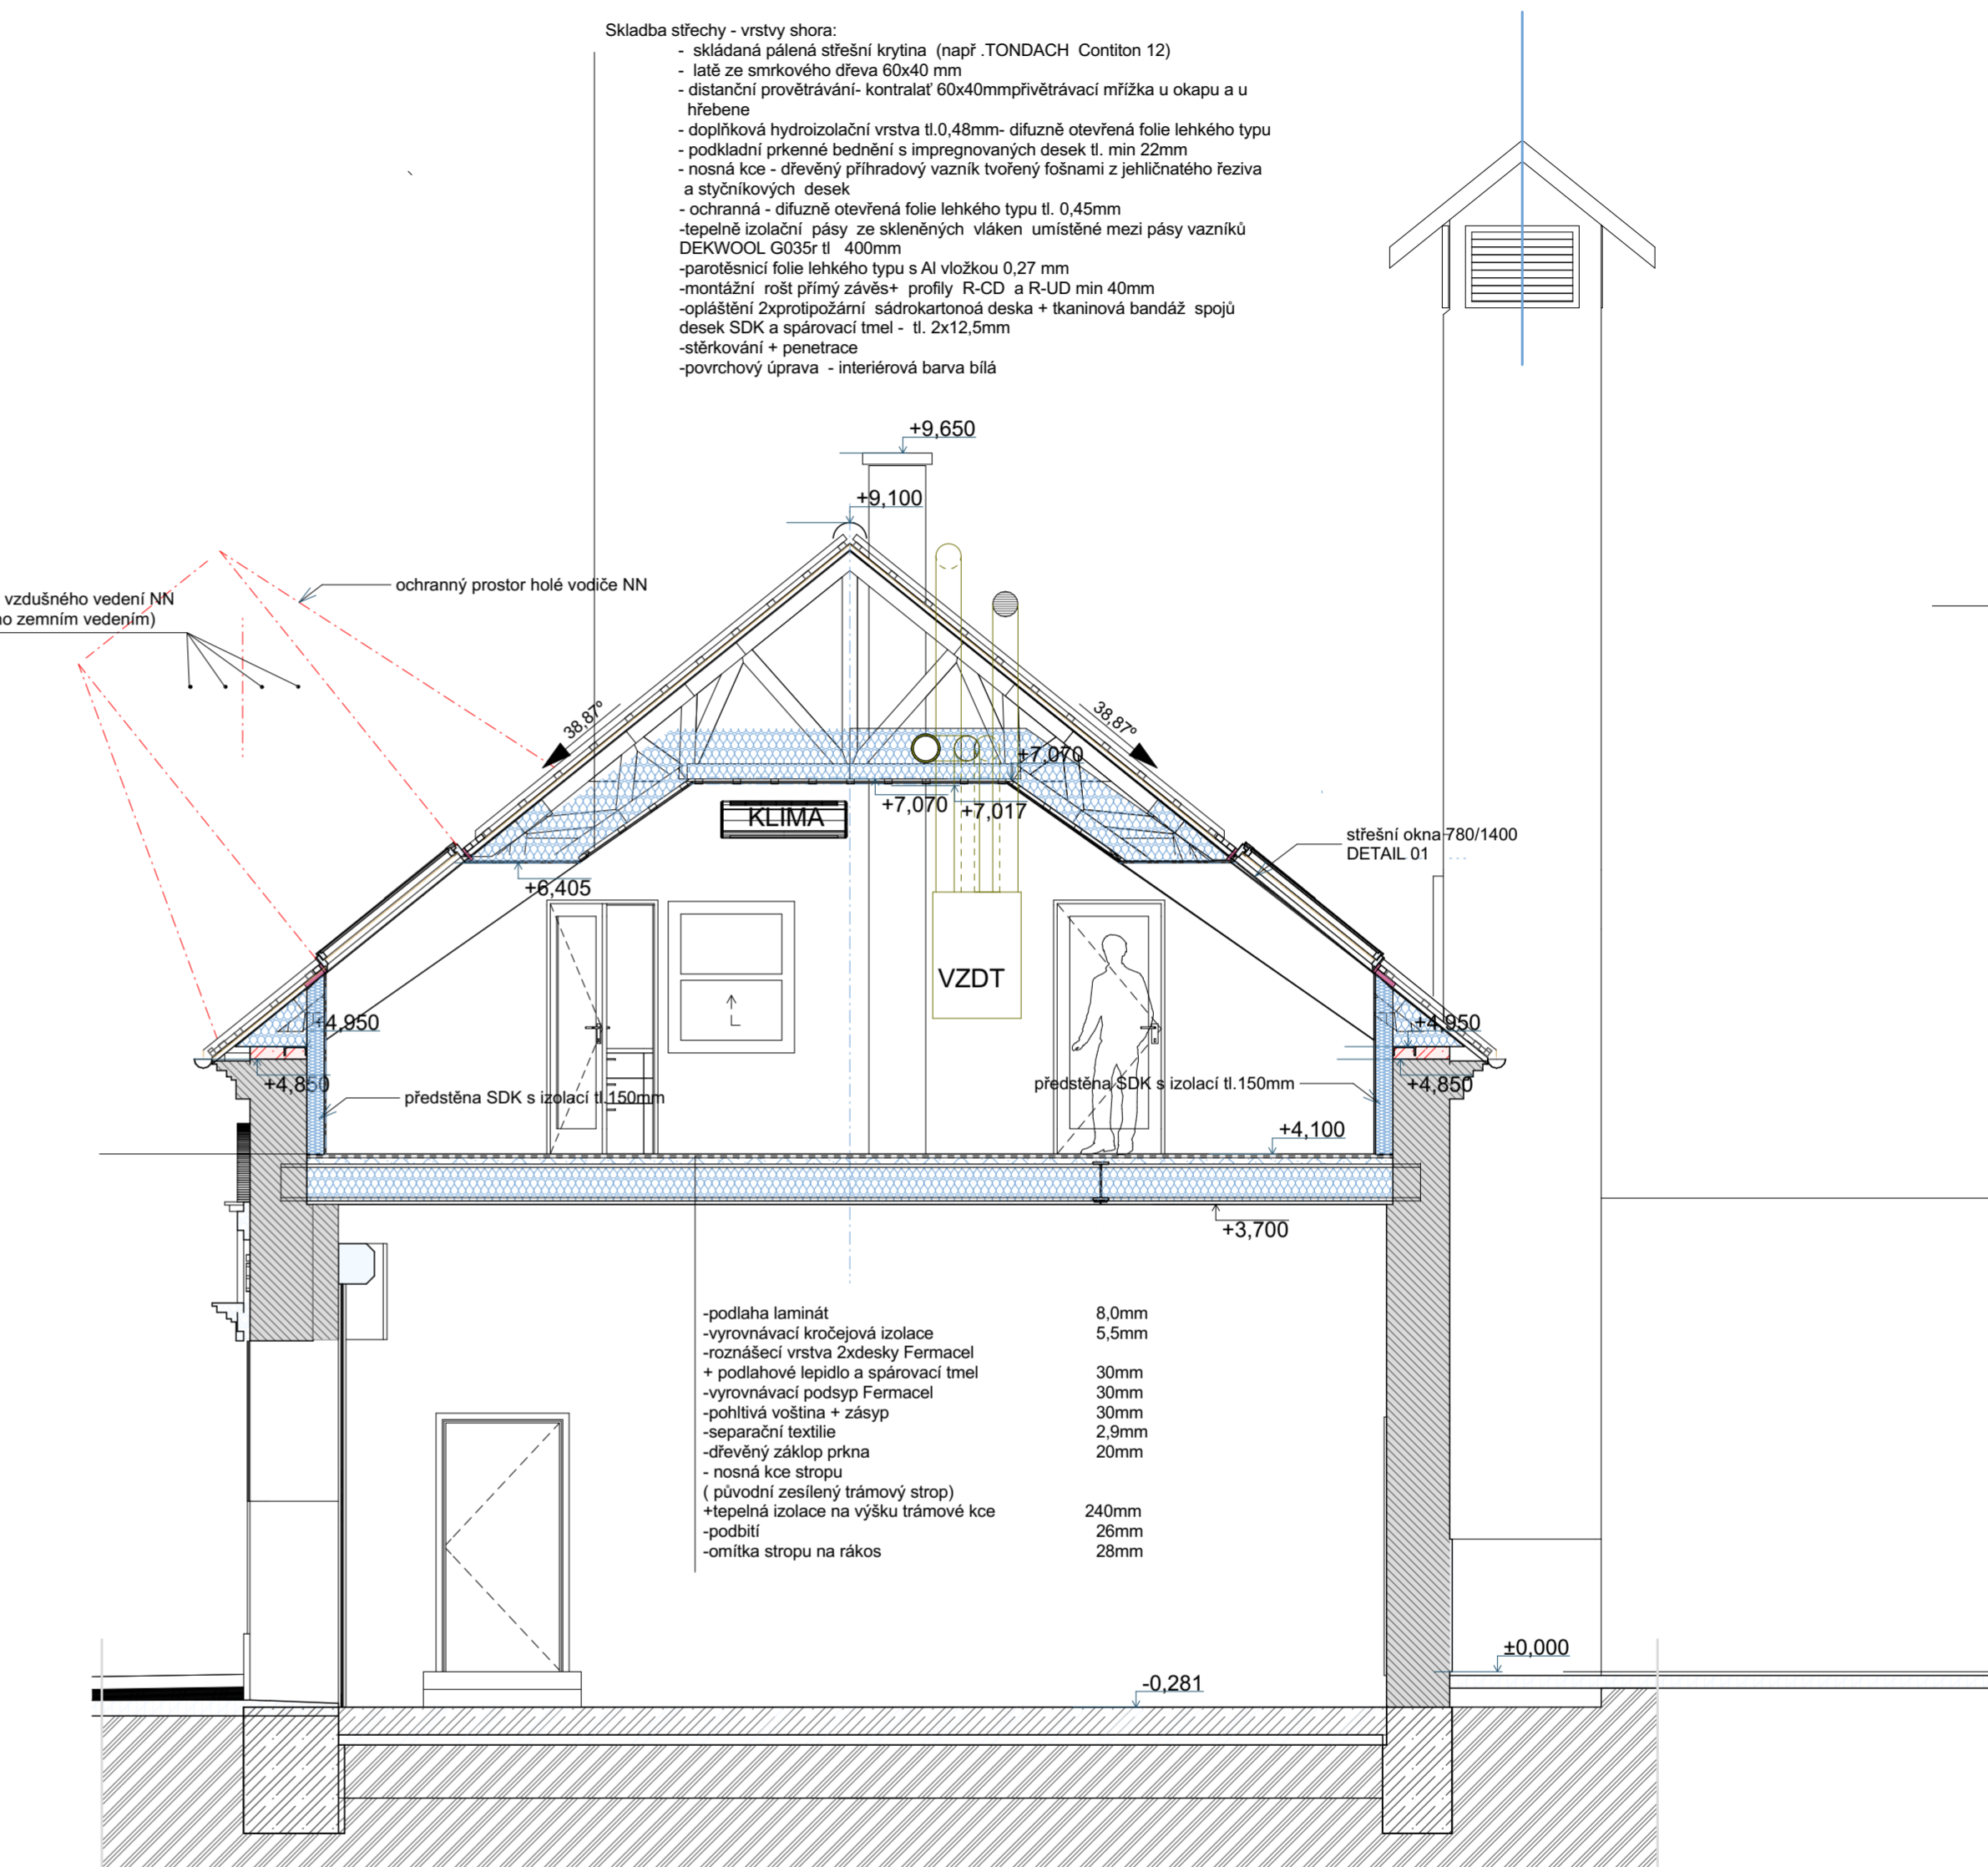 Skladba střechy - vrstvy shora:
- skládaná pálená střešní krytina (např .TONDACH Contiton 12)
- latě ze smrkového dřeva 60x40 mm
- distanční provětrávání- kontralať 60x40mmpřivětrávací mřížka u okapu a u
hřebene
- doplňková hydroizolační vrstva tl.0,48mm- difuzně otevřená folie lehkého typu
- podkladní prkenné bednění s impregnovaných desek tl. min 22mm
- nosná kce - dřevěný příhradový vazník tvořený fošnami z jehličnatého řeziva
a styčníkových desek
- ochranná - difuzně otevřená folie lehkého typu tl. 0,45mm
-tepelně izolační pásy ze skleněných vláken umístěné mezi pásy vazníků
DEKWOOL G035r tl 400mm
-parotěsnicí folie lehkého typu s Al vložkou 0,27 mm
-montážní rošt přímý závěs+ profily R-CD a R-UD min 40mm
-opláštění 2xprotipožární sádrokartonoá deska + tkaninová bandáž spojů
desek SDK a spárovací tmel - tl. 2x12,5mm
-stěrkování + penetrace
-povrchový úprava - interiérová barva bílá
+9,650
+9,100
ochranný prostor holé vodiče NN
vzdušného vedení NN
no zemním vedením)
38,87º
38,87º
+7,070
+7,070
+7,017
KLIMA
střešní okna 780/1400
DETAIL 01
+6,405
VZDT
L
+4,950
+4,950
+4,850
+4,850
předstěna SDK s izolací tl.150mm
předstěna SDK s izolací tl.150mm
+4,100
+3,700
-podlaha laminát 8,0mm
-vyrovnávací kročejová izolace 5,5mm
-roznášecí vrstva 2xdesky Fermacel
+ podlahové lepidlo a spárovací tmel 30mm
-vyrovnávací podsyp Fermacel 30mm
-pohltivá voština + zásyp 30mm
-separační textilie 2,9mm
-dřevěný záklop prkna 20mm
- nosná kce stropu
( původní zesílený trámový strop)
+tepelná izolace na výšku trámové kce 240mm
-podbití 26mm
-omítka stropu na rákos 28mm
±0,000
-0,281